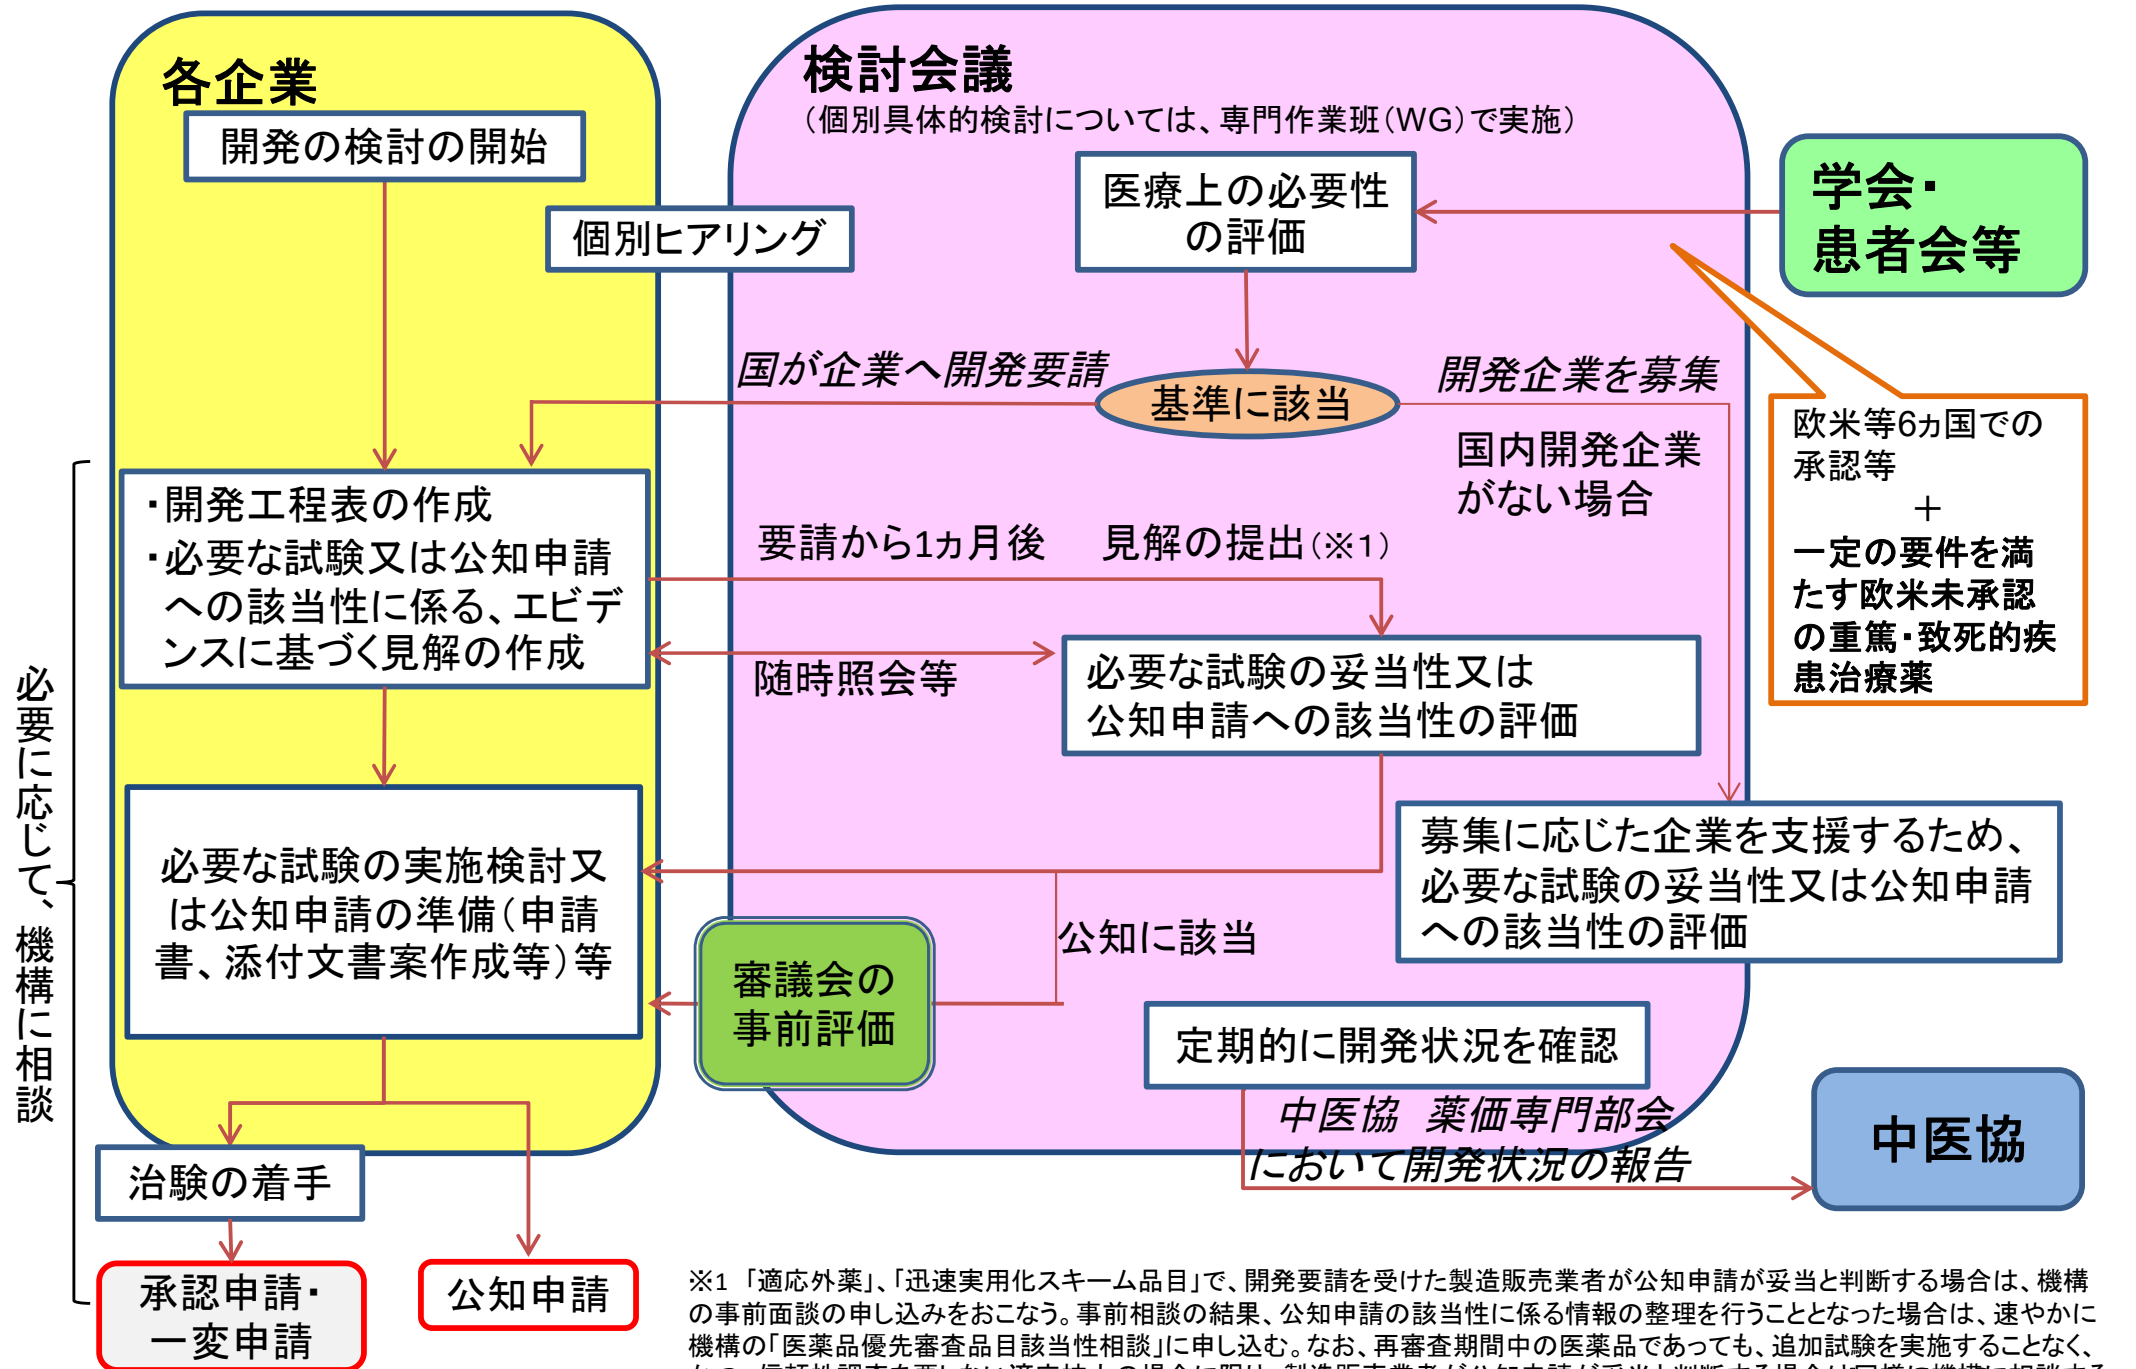 各企業
開発の検討の開始
個別ヒアリング
検討会議
（個別具体的検討については、専門作業班（WG）で実施）
医療上の必要性
の評価
学会・
患者会等
国が企業へ開発要請
基準に該当
開発企業を募集
国内開発企業
がない場合
欧米等6ヵ国での
承認等
＋
一定の要件を満
たす欧米未承認
の重篤・致死的疾
患治療薬
・開発工程表の作成
・必要な試験又は公知申請
への該当性に係る、エビデ
ンスに基づく見解の作成
要請から1ヵ月後　見解の提出（※1）
随時照会等
必要な試験の妥当性又は
公知申請への該当性の評価
必要に応じて、機構に相談
必要な試験の実施検討又
は公知申請の準備（申請
書、添付文書案作成等）等
募集に応じた企業を支援するため、
必要な試験の妥当性又は公知申請
への該当性の評価
公知に該当
審議会の
事前評価
定期的に開発状況を確認
中医協　薬価専門部会
において開発状況の報告
中医協
治験の着手
承認申請・
一変申請
公知申請
※1　「適応外薬」、「迅速実用化スキーム品目」で、開発要請を受けた製造販売業者が公知申請が妥当と判断する場合は、機構
の事前面談の申し込みをおこなう。事前相談の結果、公知申請の該当性に係る情報の整理を行うこととなった場合は、速やかに
機構の「医薬品優先審査品目該当性相談」に申し込む。なお、再審査期間中の医薬品であっても、追加試験を実施することなく、